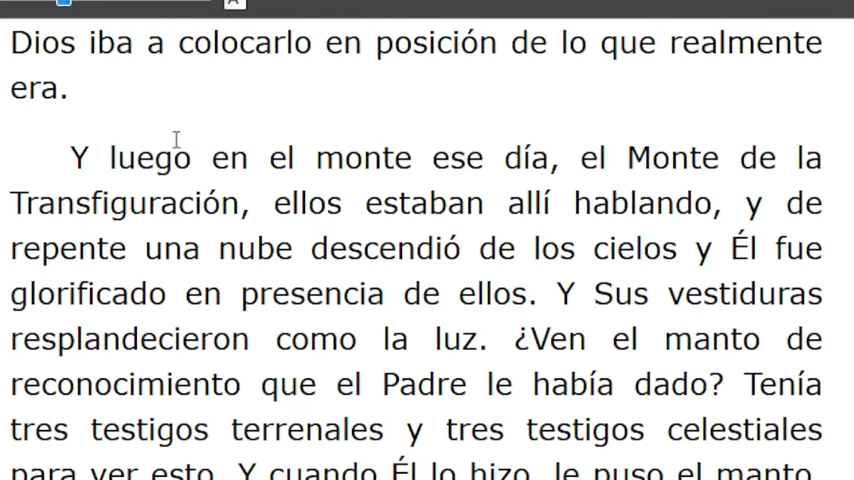 Dios iba a colocarlo en posición de lo que realmente
era.
Y luego en el monte ese día, el Monte de la
Transfiguración, ellos estaban allí hablando, y de
repente una nube descendió de los cielos y Él fue
glorificado en presencia de ellos. Y Sus vestiduras
resplandecieron como la luz. ¿Ven el manto de
reconocimiento que el Padre le había dado? Tenía
tres testigos terrenales y tres testigos celestiales
para ver esto. Y cuando Él lo hizo, le puso el manto,